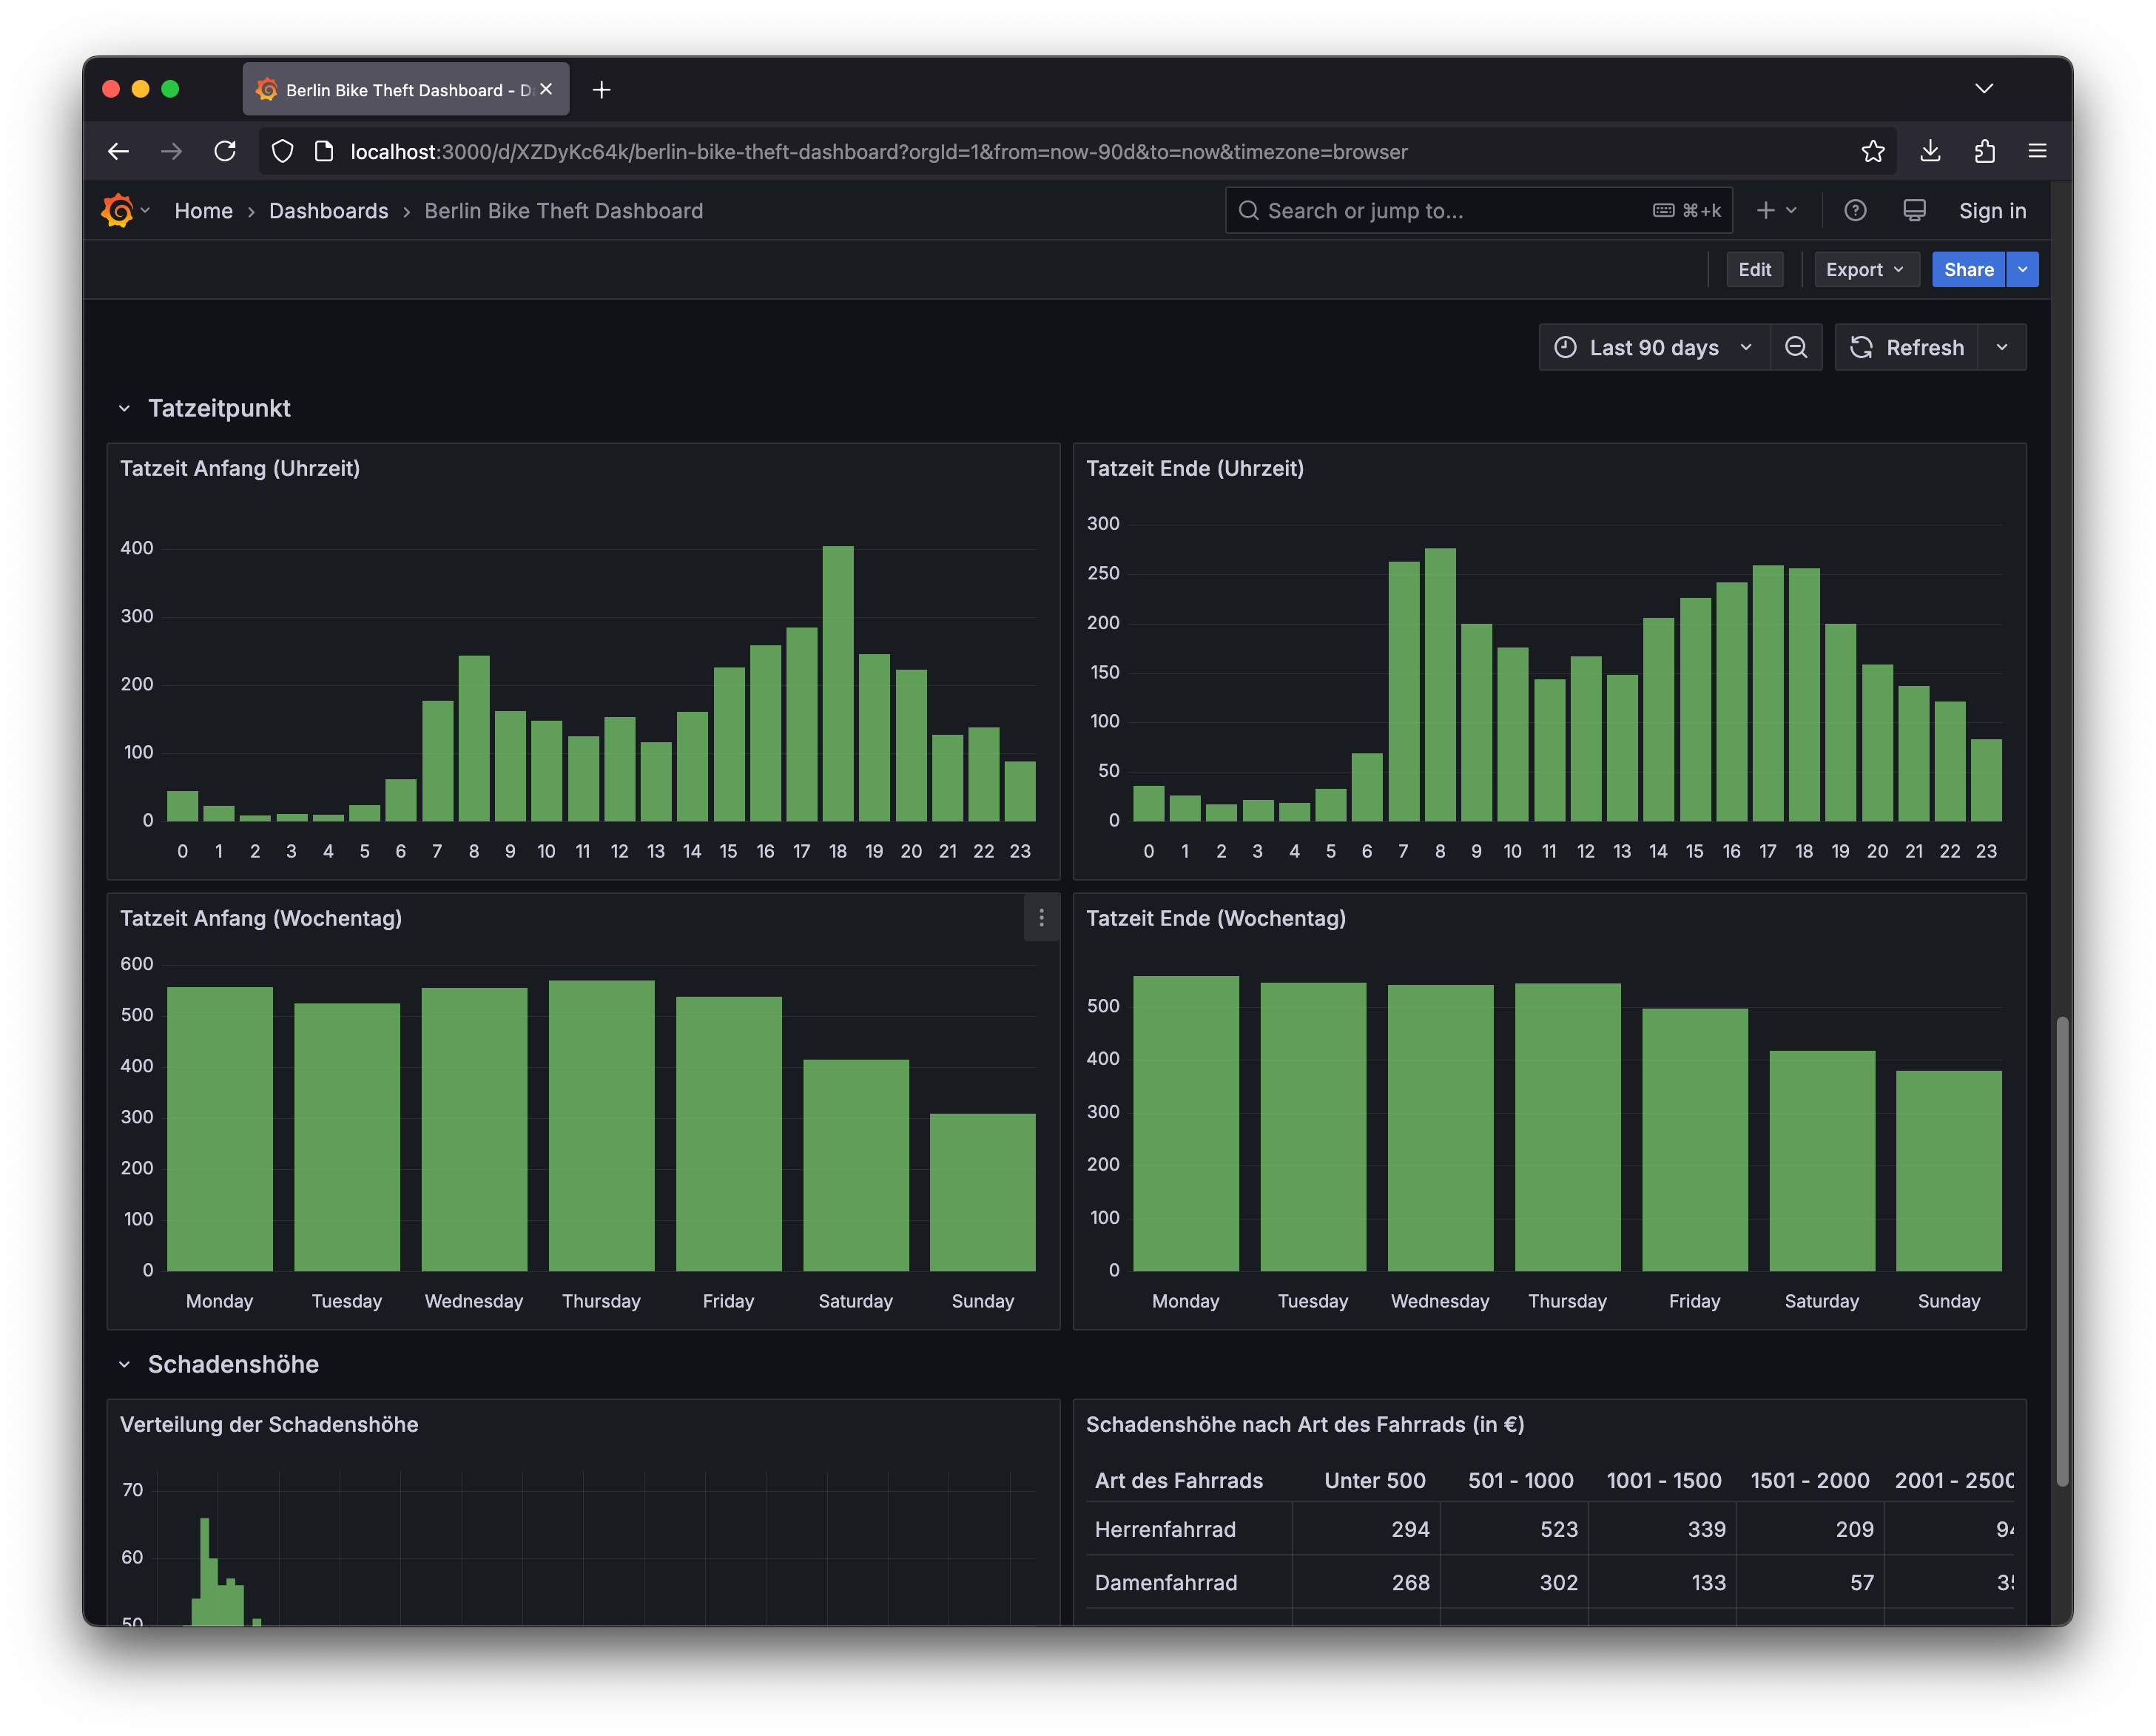 Berlin Bike Theft Dashboard - D
localhost:3000/d/XZDyKc64k/berlin-bike-theft-dashboard?orgId=1&from=now-90d&to=now&timezone=browser
Home › Dashboards › Berlin Bike Theft Dashboard
Search or jump to... ⌘+k
Sign in
Edit Export Share
Last 90 days Refresh
Tatzeitpunkt
Tatzeit Anfang (Uhrzeit)
400
300
200
100
0
0 1 2 3 4 5 6 7 8 9 10 11 12 13 14 15 16 17 18 19 20 21 22 23
Tatzeit Ende (Uhrzeit)
300
250
200
150
100
50
0
0 1 2 3 4 5 6 7 8 9 10 11 12 13 14 15 16 17 18 19 20 21 22 23
Tatzeit Anfang (Wochentag)
600
500
400
300
200
100
0
Monday Tuesday Wednesday Thursday Friday Saturday Sunday
Tatzeit Ende (Wochentag)
500
400
300
200
100
0
Monday Tuesday Wednesday Thursday Friday Saturday Sunday
Schadenshöhe
Verteilung der Schadenshöhe
70
60
50
Schadenshöhe nach Art des Fahrrads (in €)
Art des Fahrrads Unter 500 501 - 1000 1001 - 1500 1501 - 2000 2001 - 2500
Herrenfahrrad 294 523 339 209
Damenfahrrad 268 302 133 57